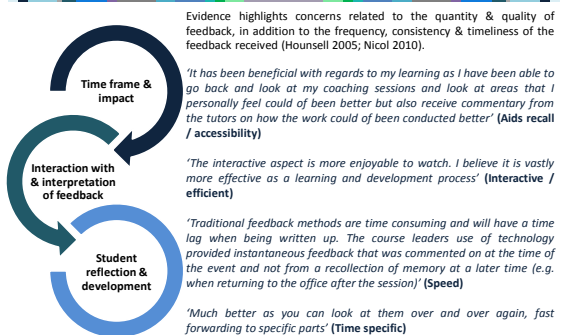 Evidence highlights concerns related to the quantity & quality of
feedback, in addition to the frequency, consistency & timeliness of the
feedback received (Hounsell 2005; Nicol 2010).
Time frame &
impact
Interaction with
& interpretation
of feedback
Student
reflection &
development
‘It has been beneficial with regards to my learning as I have been able to
go back and look at my coaching sessions and look at areas that I
personally feel could of been better but also receive commentary from
the tutors on how the work could of been conducted better’ (Aids recall
/ accessibility)
‘The interactive aspect is more enjoyable to watch. I believe it is vastly
more effective as a learning and development process’ (Interactive /
efficient)
‘Traditional feedback methods are time consuming and will have a time
lag when being written up. The course leaders use of technology
provided instantaneous feedback that was commented on at the time of
the event and not from a recollection of memory at a later time (e.g.
when returning to the office after the session)’ (Speed)
‘Much better as you can look at them over and over again, fast
forwarding to specific parts’ (Time specific)